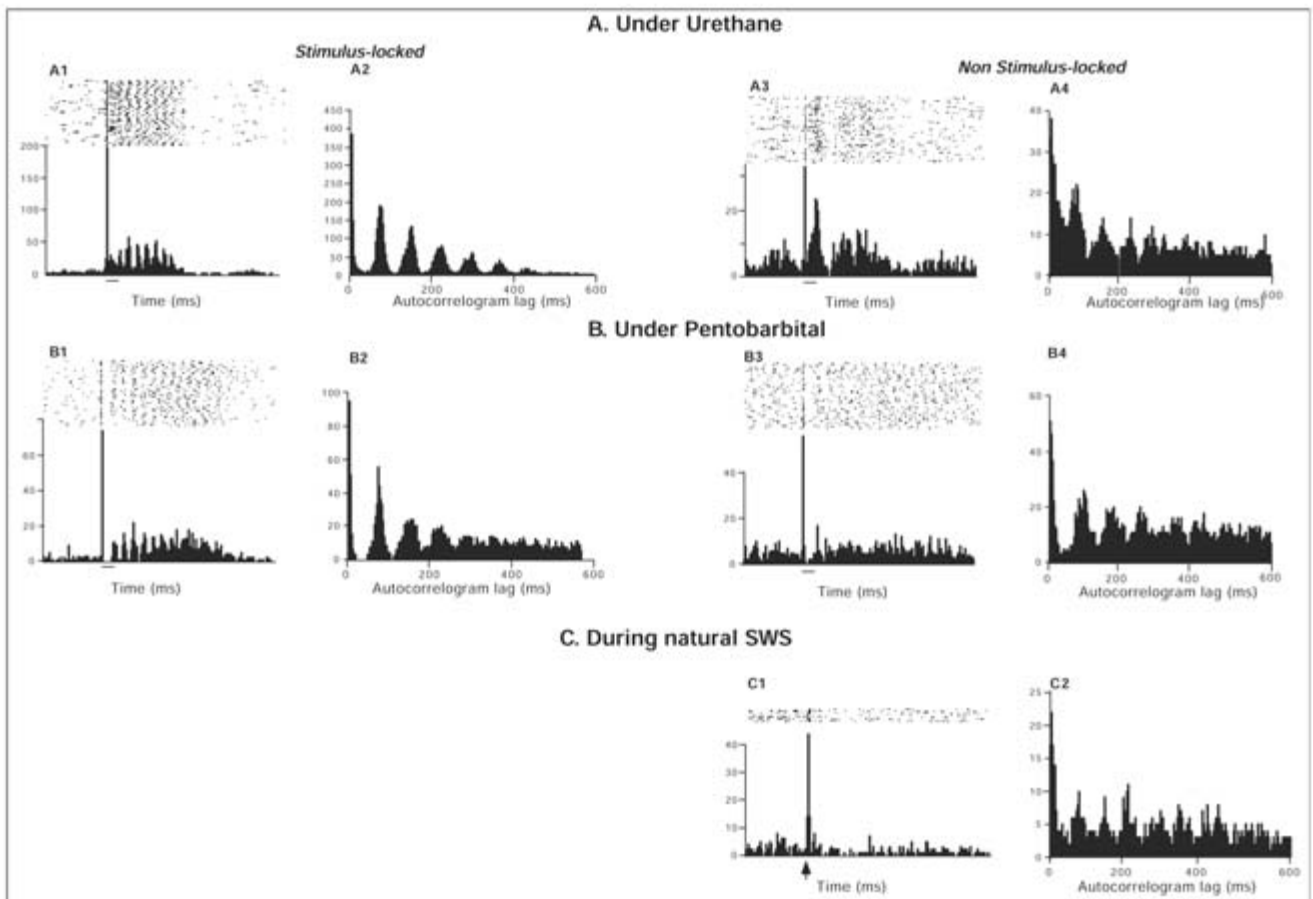 A. Under Urethane
Stimulus-locked
Non Stimulus-locked
A1
200
150
100
50
0
Time (ms)
A2
450
400
350
300
250
200
150
100
50
0
0 200 400 600
Autocorrelogram lag (ms)
A3
20
0
Time (ms)
A4
40
30
20
10
0
0 200 400 600
Autocorrelogram lag (ms)
B. Under Pentobarbital
B1
60
40
20
0
Time (ms)
B2
100
80
60
40
20
0
0 200 400 600
Autocorrelogram lag (ms)
B3
40
20
0
Time (ms)
B4
60
40
20
0
0 200 400 600
Autocorrelogram lag (ms)
C. During natural SWS
C1
40
30
20
10
0
Time (ms)
C2
25
20
15
10
5
0
0 200 400 600
Autocorrelogram lag (ms)